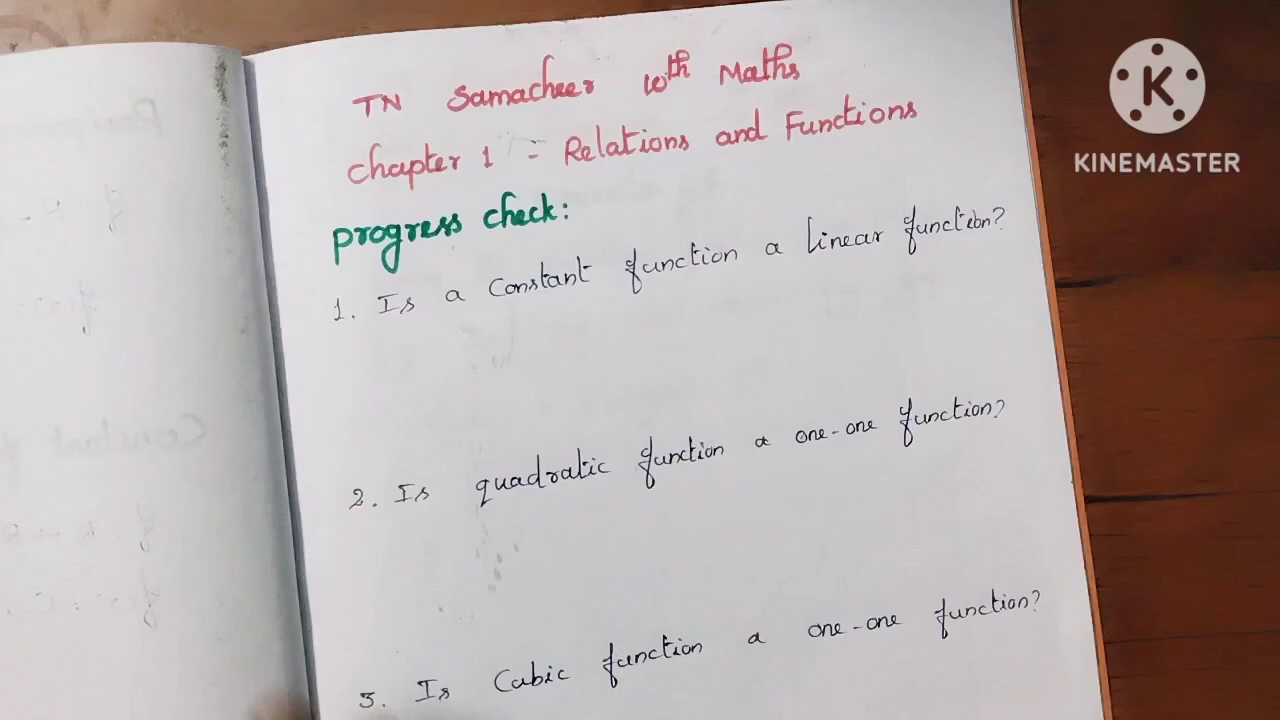 TN Samacheer 10th Maths
Chapter 1 : Relations and Functions
Progress check:
1. Is a Constant function a linear function?
2. Is quadratic function a one-one function?
3. Is Cubic function a one-one function?
K
KINEMASTER